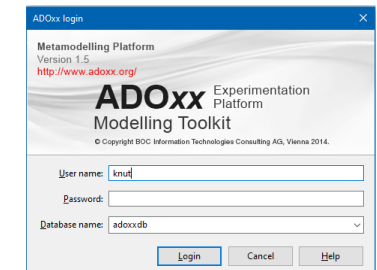 ADOxx login
Metamodelling Platform
Version 1.5
http://www.adoxx.org/
ADOxx Experimentation Platform
Modelling Toolkit
© Copyright BOC Information Technologies Consulting AG, Vienna 2014.
User name: knut
Password:
Database name: adoxxdb
Login Cancel Help